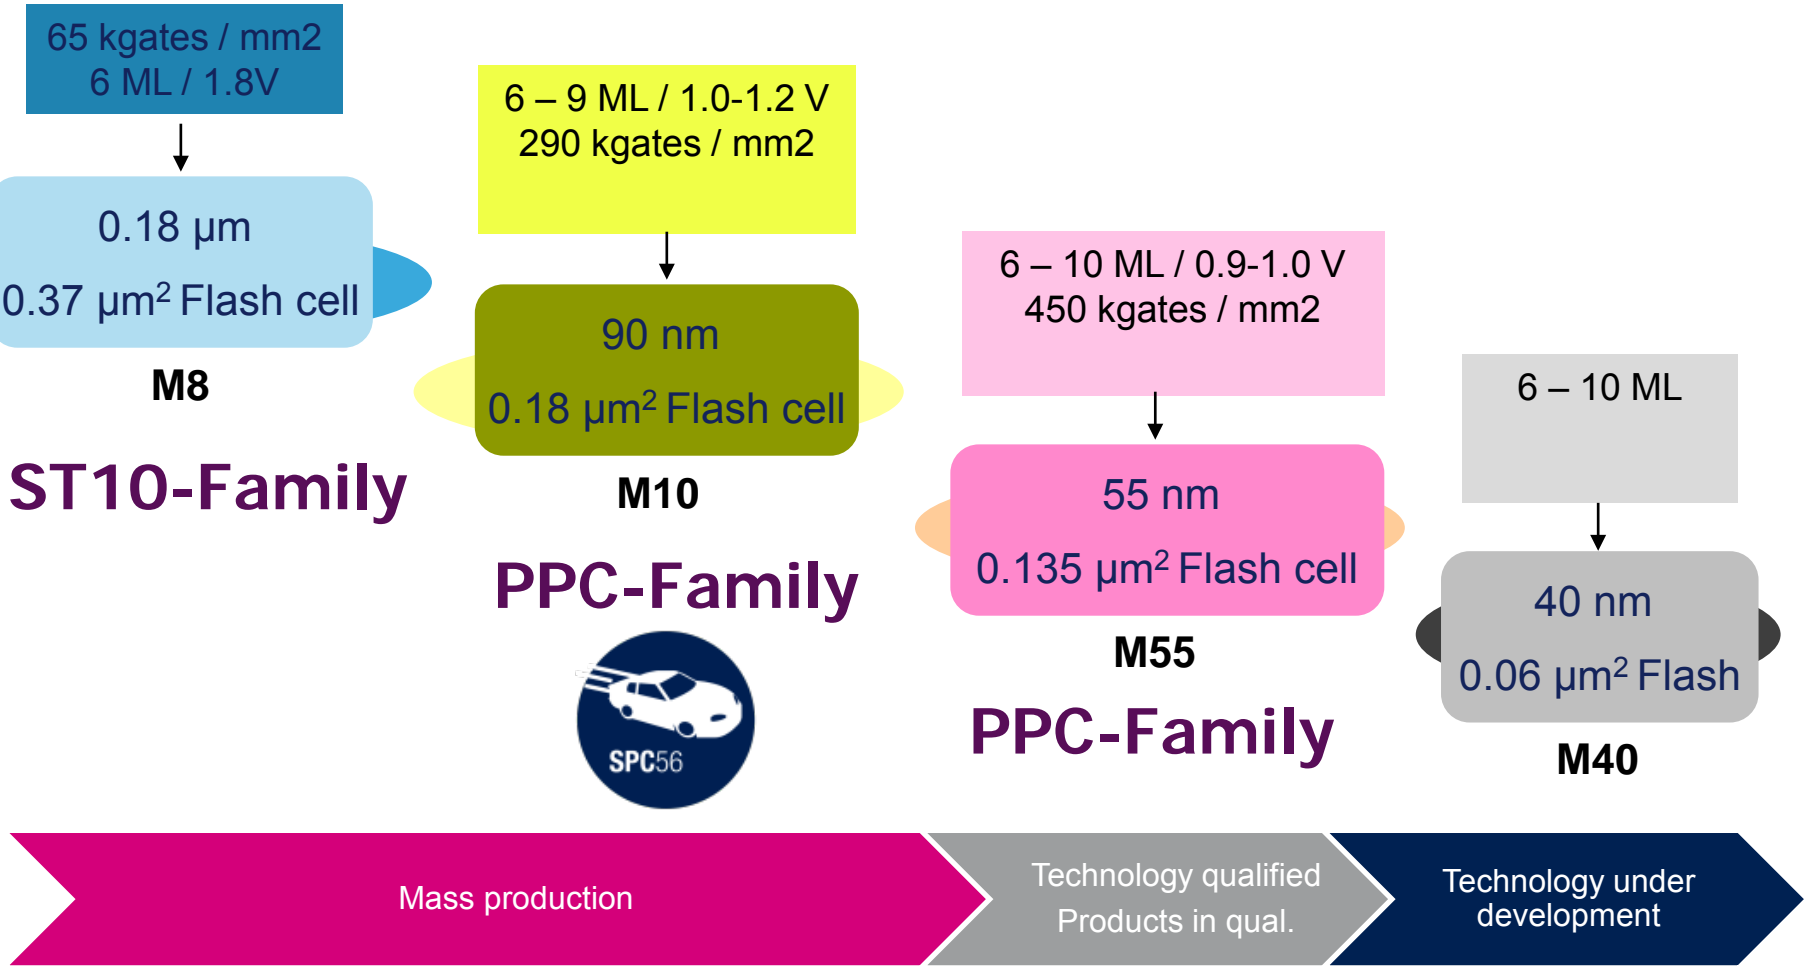 65 kgates / mm2
6 ML / 1.8V
0.18 µm
0.37 µm² Flash cell
M8
ST10-Family
6 – 9 ML / 1.0-1.2 V
290 kgates / mm2
90 nm
0.18 µm² Flash cell
M10
PPC-Family
SPC56
6 – 10 ML / 0.9-1.0 V
450 kgates / mm2
55 nm
0.135 µm² Flash cell
M55
PPC-Family
6 – 10 ML
40 nm
0.06 µm² Flash
M40
Mass production
Technology qualified
Products in qual.
Technology under
development